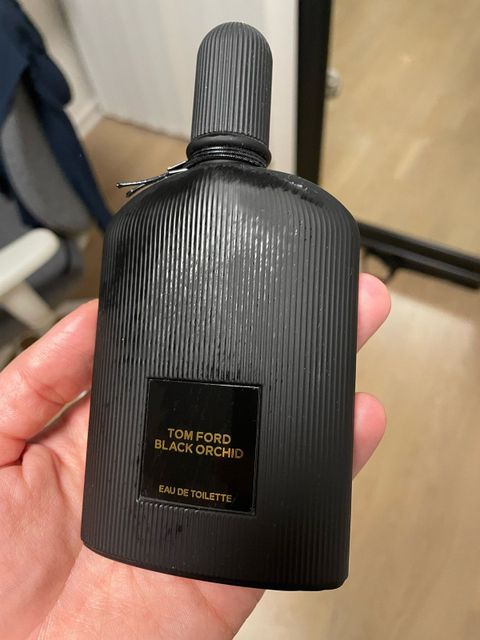 TOM FORD
BLACK ORCHID
EAU DE TOILETTE